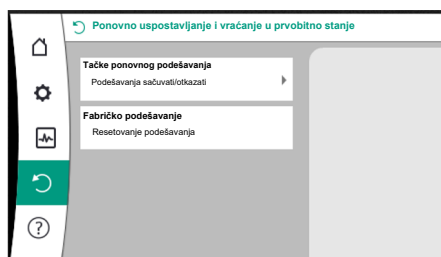 Ponovno uspostavljanje i vraćanje u prvobitno stanje
Tačke ponovnog podešavanja
Podešavanja sačuvati/otkazati
Fabričko podešavanje
Resetovanje podešavanja